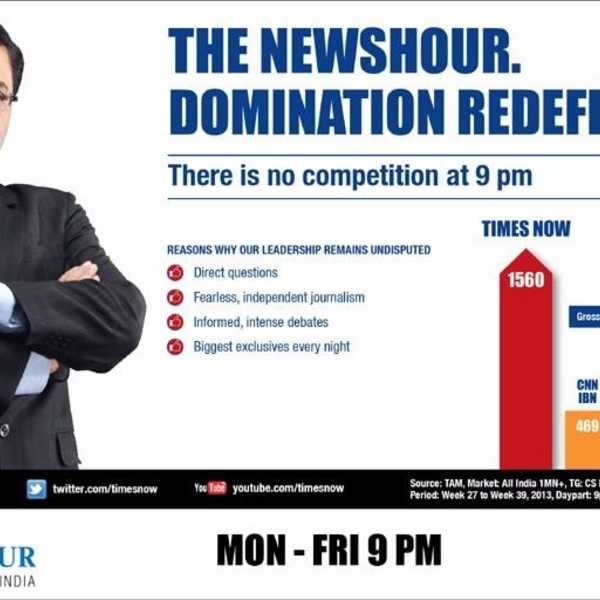 THE NEWSHOUR.
DOMINATION REDEFI
There is no competition at 9 pm
REASONS WHY OUR LEADERSHIP REMAINS UNDISPUTED
Direct questions
Fearless, independent journalism
Informed, intense debates
Biggest exclusives every night
TIMES NOW
1560
Gross
CNN
IBN
469
twitter.com/timesnow
You Tube youtube.com/timesnow
Source: TAM, Market: All India 1MN+, TG: CS
Period: Week 27 to Week 39, 2013, Daypart: 9
UR
INDIA
MON - FRI 9 PM